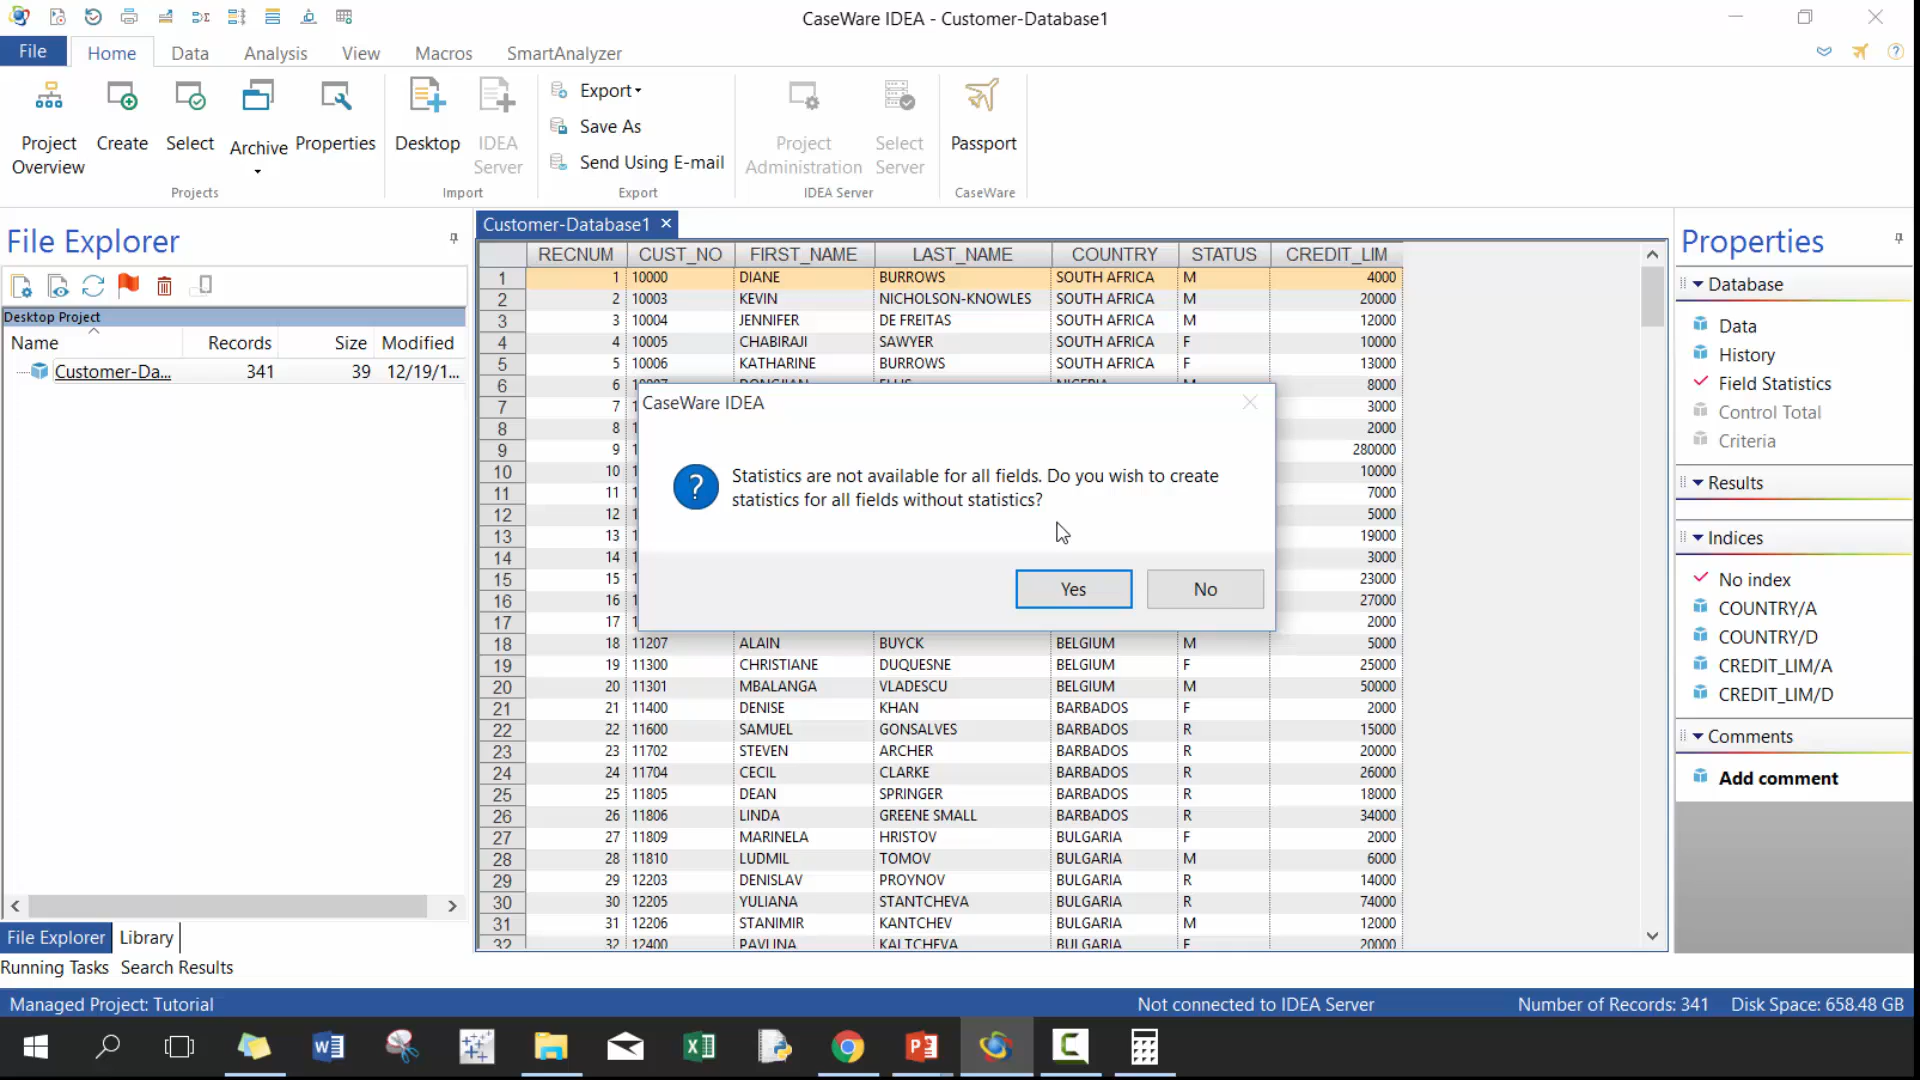 CaseWare IDEA - Customer-Database1
File Home Data Analysis View Macros SmartAnalyzer
Project Overview
Create
Select
Archive
Properties
Projects
Desktop
IDEA Server
Import
Export
Save As
Send Using E-mail
Export
Project Administration
Select Server
IDEA Server
Passport
CaseWare
File Explorer
Desktop Project
Name Records Size Modified
Customer-Da... 341 39 12/19/1...
File Explorer Library
Running Tasks Search Results
Customer-Database1
RECNUM CUST_NO FIRST_NAME LAST_NAME COUNTRY STATUS CREDIT_LIM
1 1 10000 DIANE BURROWS SOUTH AFRICA M 4000
2 2 10003 KEVIN NICHOLSON-KNOWLES SOUTH AFRICA M 20000
3 3 10004 JENNIFER DE FREITAS SOUTH AFRICA M 12000
4 4 10005 CHABIRAJI SAWYER SOUTH AFRICA F 10000
5 5 10006 KATHARINE BURROWS SOUTH AFRICA F 13000
6 6 8000
7 7 3000
8 8 2000
9 9 280000
10 10 10000
11 11 7000
12 12 5000
13 13 19000
14 14 3000
15 15 23000
16 16 27000
17 17 2000
18 18 11207 ALAIN BUYCK BELGIUM M 5000
19 19 11300 CHRISTIANE DUQUESNE BELGIUM F 25000
20 20 11301 MBALANGA VLADESCU BELGIUM M 50000
21 21 11400 DENISE KHAN BARBADOS F 2000
22 22 11600 SAMUEL GONSALVES BARBADOS R 15000
23 23 11702 STEVEN ARCHER BARBADOS R 20000
24 24 11704 CECIL CLARKE BARBADOS R 26000
25 25 11805 DEAN SPRINGER BARBADOS R 18000
26 26 11806 LINDA GREENE SMALL BARBADOS R 34000
27 27 11809 MARINELA HRISTOV BULGARIA F 2000
28 28 11810 LUDMIL TOMOV BULGARIA M 6000
29 29 12203 DENISLAV PROYNOV BULGARIA R 14000
30 30 12205 YULIANA STANTCHEVA BULGARIA R 74000
31 31 12206 STANIMIR KANTCHEV BULGARIA M 12000
32 32 12400 PAVLINA KALTCHEVA BULGARIA F 20000
CaseWare IDEA
Statistics are not available for all fields. Do you wish to create
statistics for all fields without statistics?
Yes No
Properties
Database
Data
History
Field Statistics
Control Total
Criteria
Results
Indices
No index
COUNTRY/A
COUNTRY/D
CREDIT_LIM/A
CREDIT_LIM/D
Comments
Add comment
Managed Project: Tutorial Not connected to IDEA Server Number of Records: 341 Disk Space: 658.48 GB